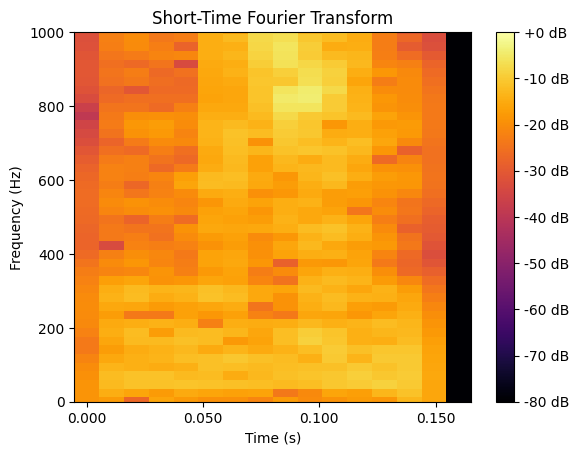 Short-Time Fourier Transform
1000
800
600
400
200
0
Frequency (Hz)
0.000
0.050
0.100
0.150
Time (s)
+0 dB
-10 dB
-20 dB
-30 dB
-40 dB
-50 dB
-60 dB
-70 dB
-80 dB